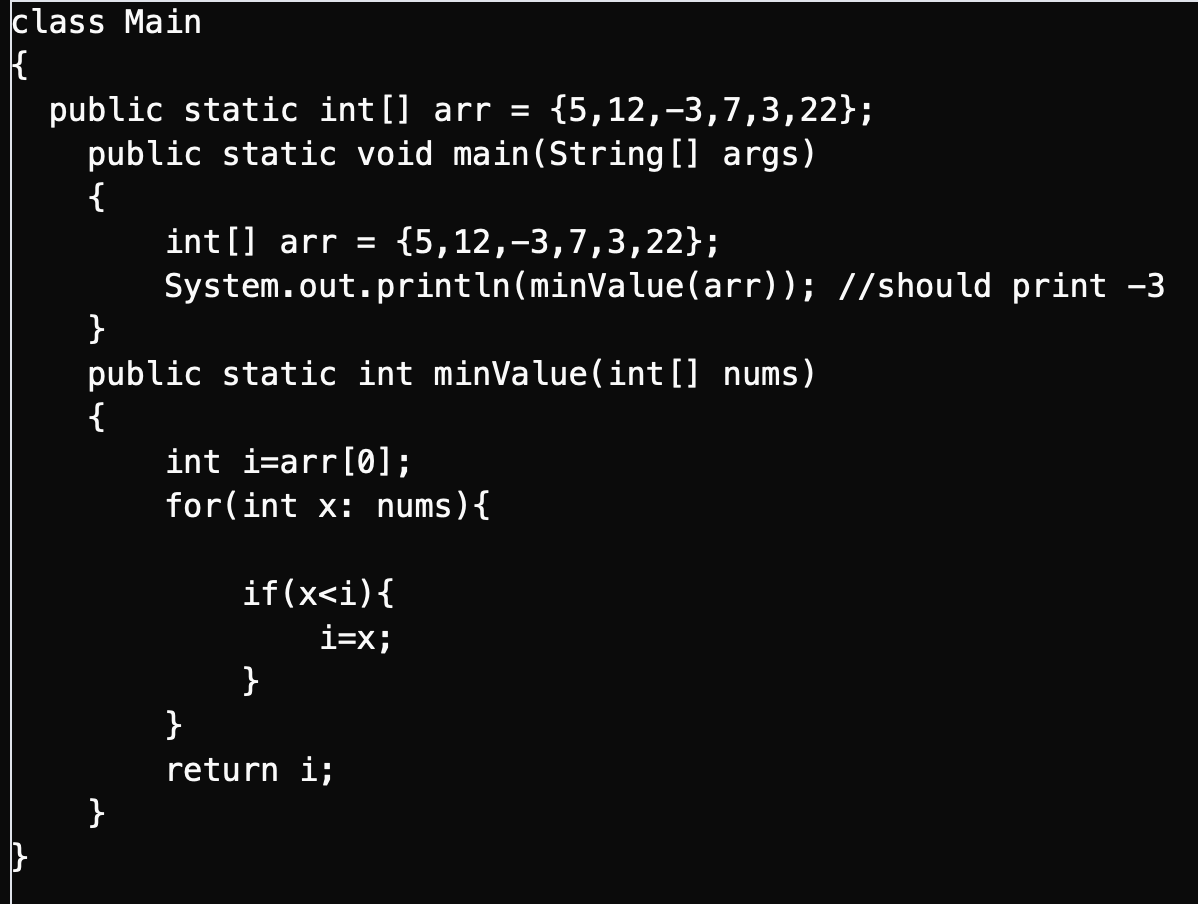 class Main
{
  public static int[] arr = {5,12,-3,7,3,22};
    public static void main(String[] args)
    {
        int[] arr = {5,12,-3,7,3,22};
        System.out.println(minValue(arr)); //should print -3
    }
    public static int minValue(int[] nums)
    {
        int i=arr[0];
        for(int x: nums){

            if(x<i){
                i=x;
            }
        }
        return i;
    }
}